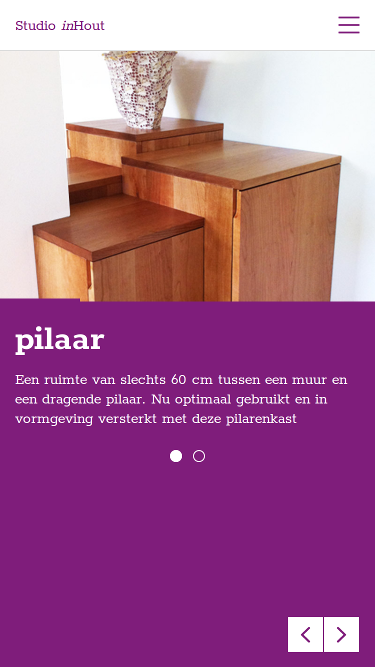 Studio inHout
pilaar
Een ruimte van slechts 60 cm tussen een muur en
een dragende pilaar. Nu optimaal gebruikt en in
vormgeving versterkt met deze pilarenkast